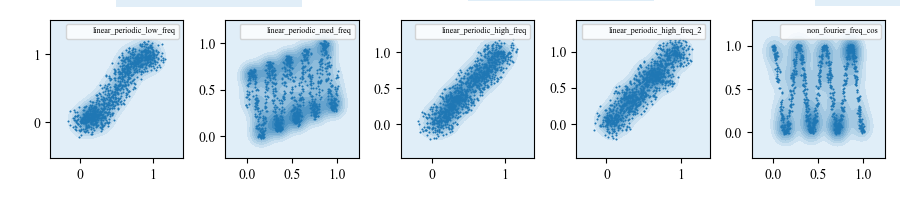 linear_periodic_low_freq
1
0
0 1
linear_periodic_med_freq
1.0
0.5
0.0
0.0 0.5 1.0
linear_periodic_high_freq
1.0
0.5
0.0
0 1
linear_periodic_high_freq_2
1.0
0.5
0.0
0 1
non_fourier_freq_cos
1.0
0.5
0.0
0.0 0.5 1.0